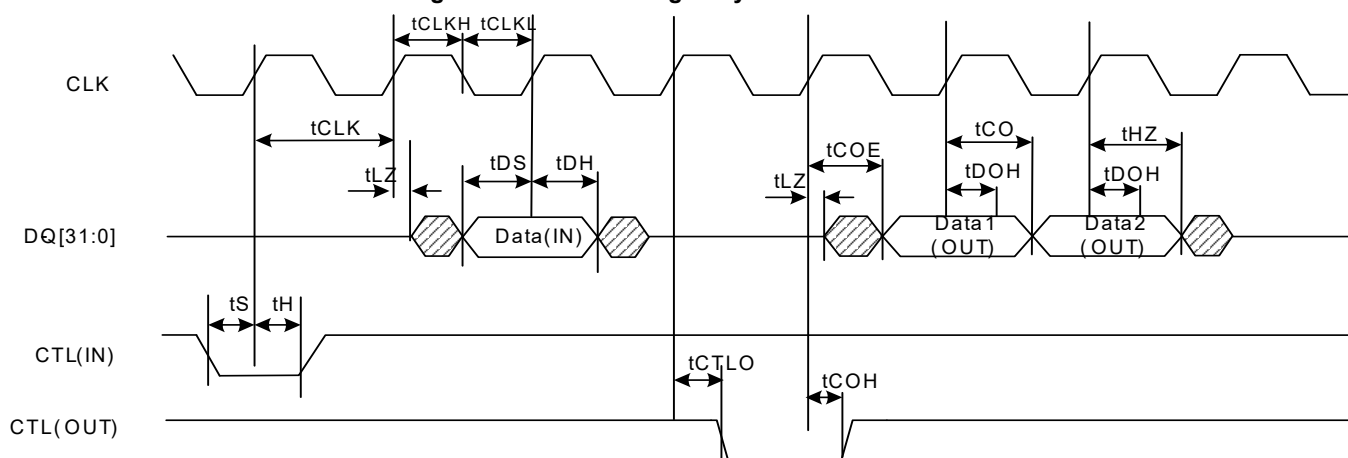 tCLKH tCLKL
CLK
tCLK
tCO
tHZ
tCOE
tDS
tDH
tLZ
tLZ
tDOH
tDOH
DQ[31:0]
Data(IN)
Data1
(OUT)
Data2
(OUT)
tS
tH
CTL(IN)
tCTLO
tCOH
CTL(OUT)